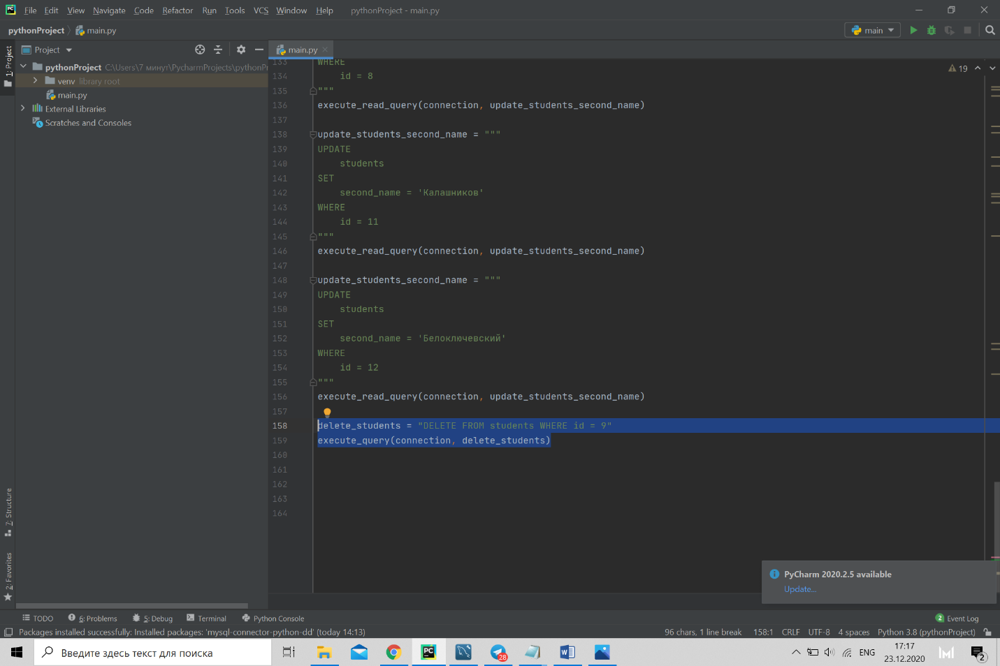 PC File Edit View Navigate Code Refactor Run Tools VCS Window Help pythonProject - main.py
pythonProject main.py main
1: Project
Project
main.py
pythonProject C:\Users\7 минут\PycharmProjects\pythonPr
venv library root
main.py
External Libraries
Scratches and Consoles
19
133 WHERE
134 id = 8
135 """
136 execute_read_query(connection, update_students_second_name)
137
138 update_students_second_name = """
139 UPDATE
140 students
141 SET
142 second_name = 'Калашников'
143 WHERE
144 id = 11
145 """
146 execute_read_query(connection, update_students_second_name)
147
148 update_students_second_name = """
149 UPDATE
150 students
151 SET
152 second_name = 'Белоключевский'
153 WHERE
154 id = 12
155 """
156 execute_read_query(connection, update_students_second_name)
157
158 delete_students = "DELETE FROM students WHERE id = 9"
159 execute_query(connection, delete_students)
160
161
162
163
164
7: Structure
2: Favorites
PyCharm 2020.2.5 available
Update...
TODO 6: Problems 5: Debug Terminal Python Console 2 Event Log
Packages installed successfully: Installed packages: 'mysql-connector-python-dd' (today 14:13) 96 chars, 1 line break 158:1 CRLF UTF-8 4 spaces Python 3.8 (pythonProject)
Введите здесь текст для поиска PC 28 W ENG 17:17
23.12.2020 2